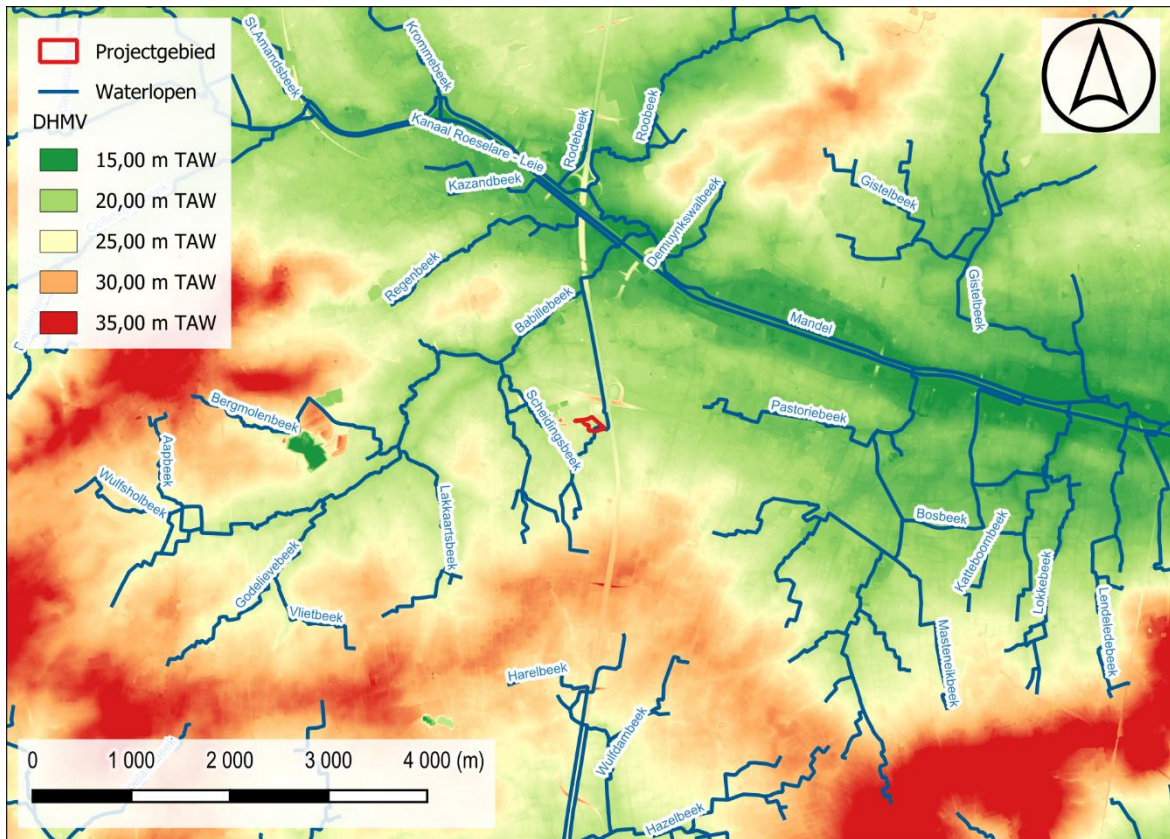 Projectgebied
Waterlopen
DHMV
15,00 m TAW
20,00 m TAW
25,00 m TAW
30,00 m TAW
35,00 m TAW
St.Amandsbeek
Krommebeek
Kanaal Roeselare - Leie
Rodebeek
Roobeek
Kazandbeek
Gistelbeek
Demuynkswalbeek
Regenbeek
Babillebeek
Gistelbeek
Mandel
Bergmolenbeek
Scheidingsbeek
Pastoriebeek
Aapbeek
Wulfsholbeek
Lakkaartsbeek
Bosbeek
Katteboombeek
Godelievebeek
Lokkebeek
Lendeledebeek
Vlietbeek
Masteneikbeek
Harelbeek
Wulfdambeek
Hazelbeek
0 1 000 2 000 3 000 4 000 (m)